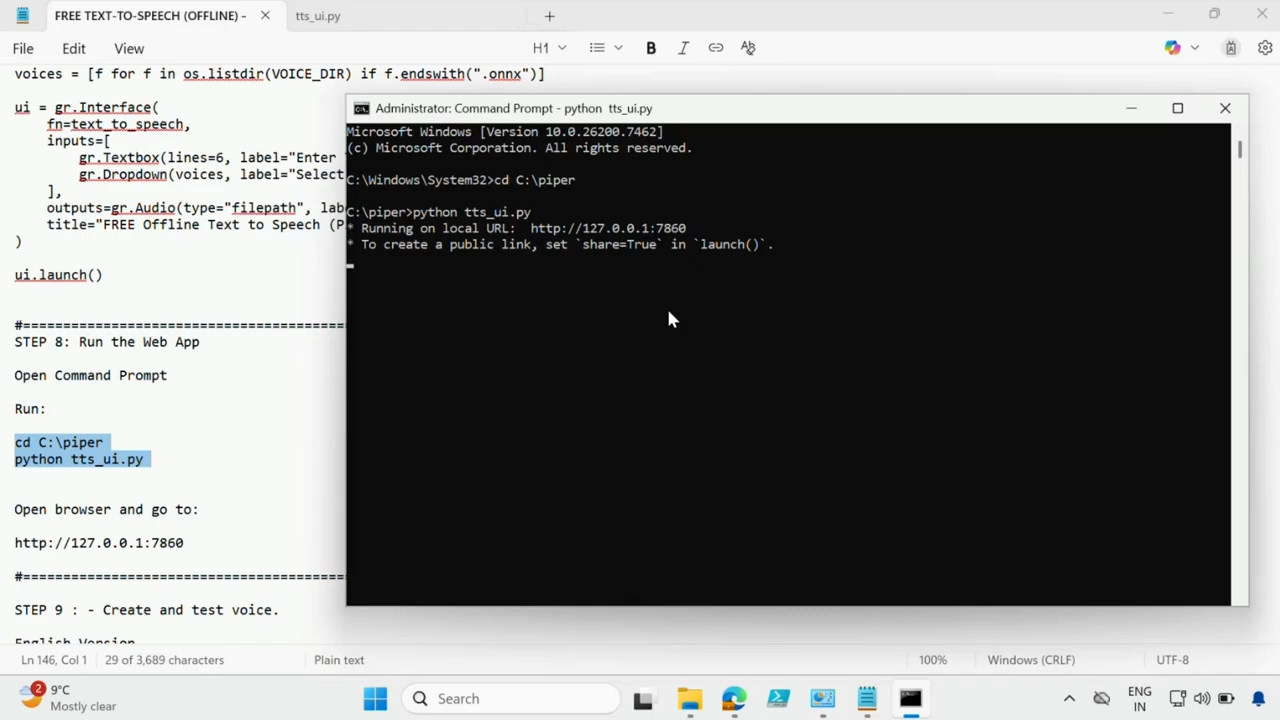 FREE TEXT-TO-SPEECH (OFFLINE) -
tts_ui.py
File Edit View
H1
voices = [f for f in os.listdir(VOICE_DIR) if f.endswith(".onnx")]
ui = gr.Interface(
fn=text_to_speech,
inputs=[
gr.Textbox(lines=6, label="Enter
gr.Dropdown(voices, label="Select
],
outputs=gr.Audio(type="filepath", lab
title="FREE Offline Text to Speech (P
)
ui.launch()
#========================================
STEP 8: Run the Web App
Open Command Prompt
Run:
cd C:\piper
python tts_ui.py
Open browser and go to:
http://127.0.0.1:7860
#========================================
STEP 9 : - Create and test voice.
English Version
Administrator: Command Prompt - python tts_ui.py
Microsoft Windows [Version 10.0.26200.7462]
(c) Microsoft Corporation. All rights reserved.
C:\Windows\System32>cd C:\piper
C:\piper>python tts_ui.py
* Running on local URL: http://127.0.0.1:7860
* To create a public link, set `share=True` in `launch()`.
Ln 146, Col 1
29 of 3,689 characters
Plain text
100%
Windows (CRLF)
UTF-8
2
9°C
Mostly clear
Search
ENG
IN